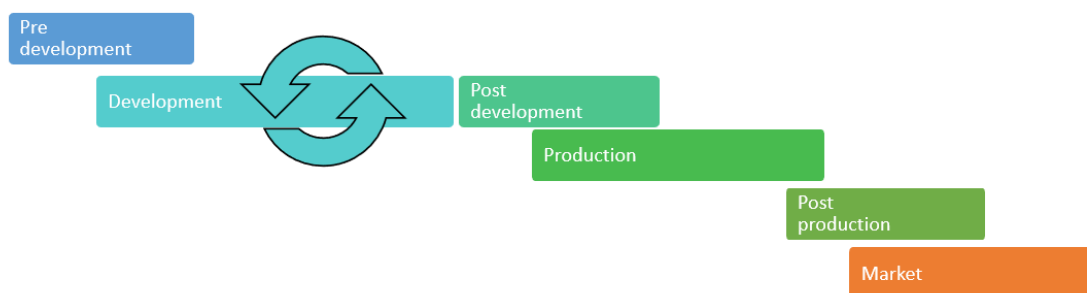 Pre
development
Development
Post
development
Production
Post
production
Market